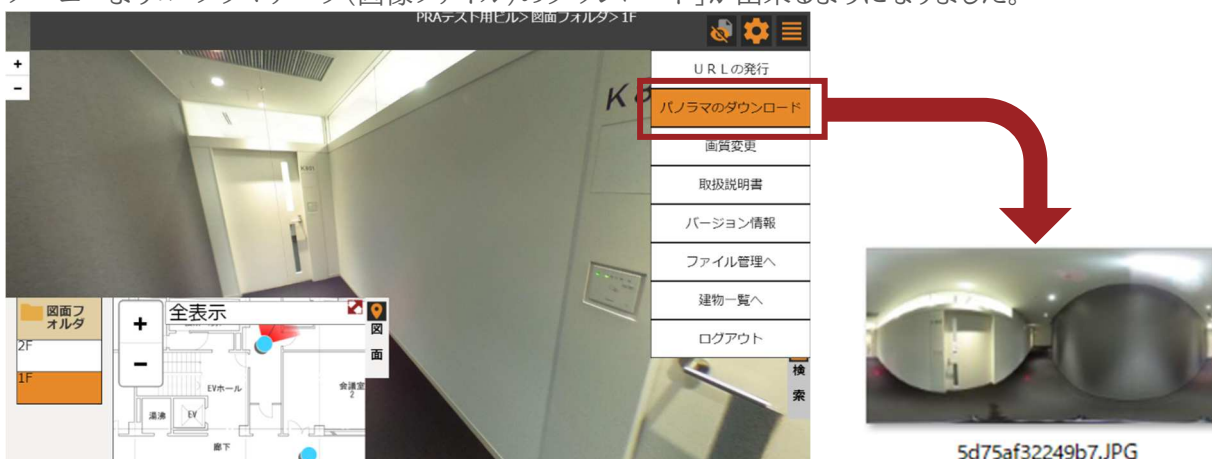 PRAテスト用ビル>図面フォルダ>1F
+
-
URLの発行
パノラマのダウンロード
画質変更
取扱説明書
バージョン情報
ファイル管理へ
建物一覧へ
ログアウト
図面フ
ォルダ
2F
1F
+
-
全表示
図
面
EVホール
会議室
2
湯沸
EV
廊下
検
索
5d75af32249b7.JPG